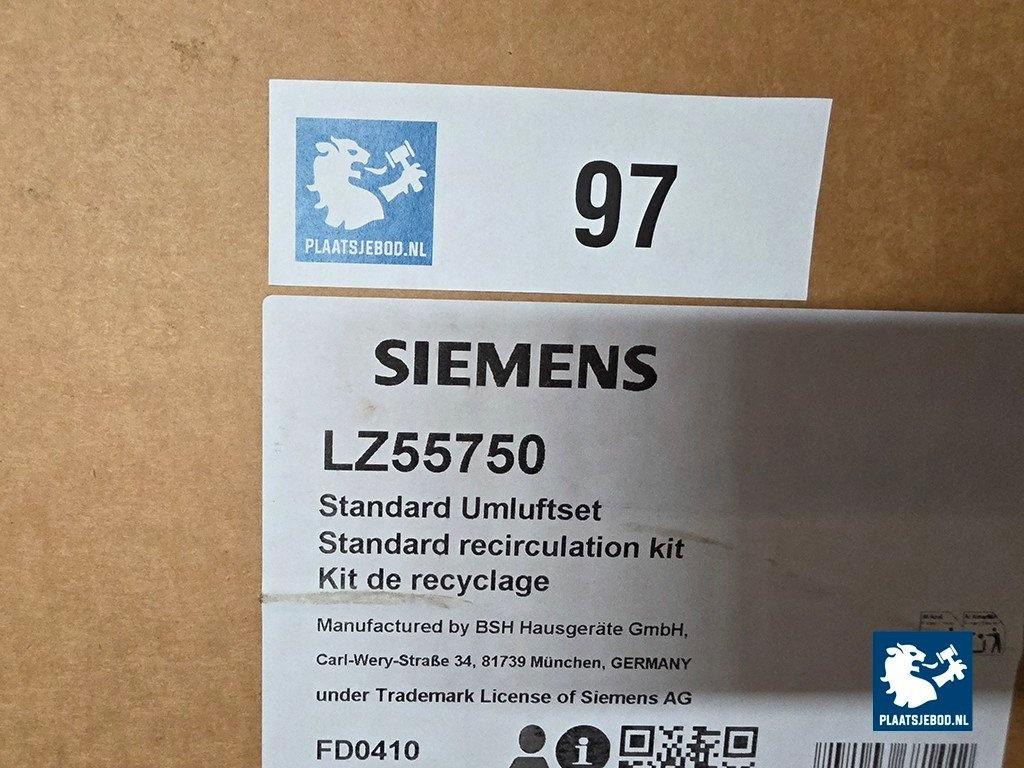 PLAATSJEBOD.NL
97
SIEMENS
LZ55750
Standard Umluftset
Standard recirculation kit
Kit de recyclage
Manufactured by BSH Hausgeräte GmbH,
Carl-Wery-Straße 34, 81739 München, GERMANY
under Trademark License of Siemens AG
FD0410
i
PLAATSJEBOD.NL